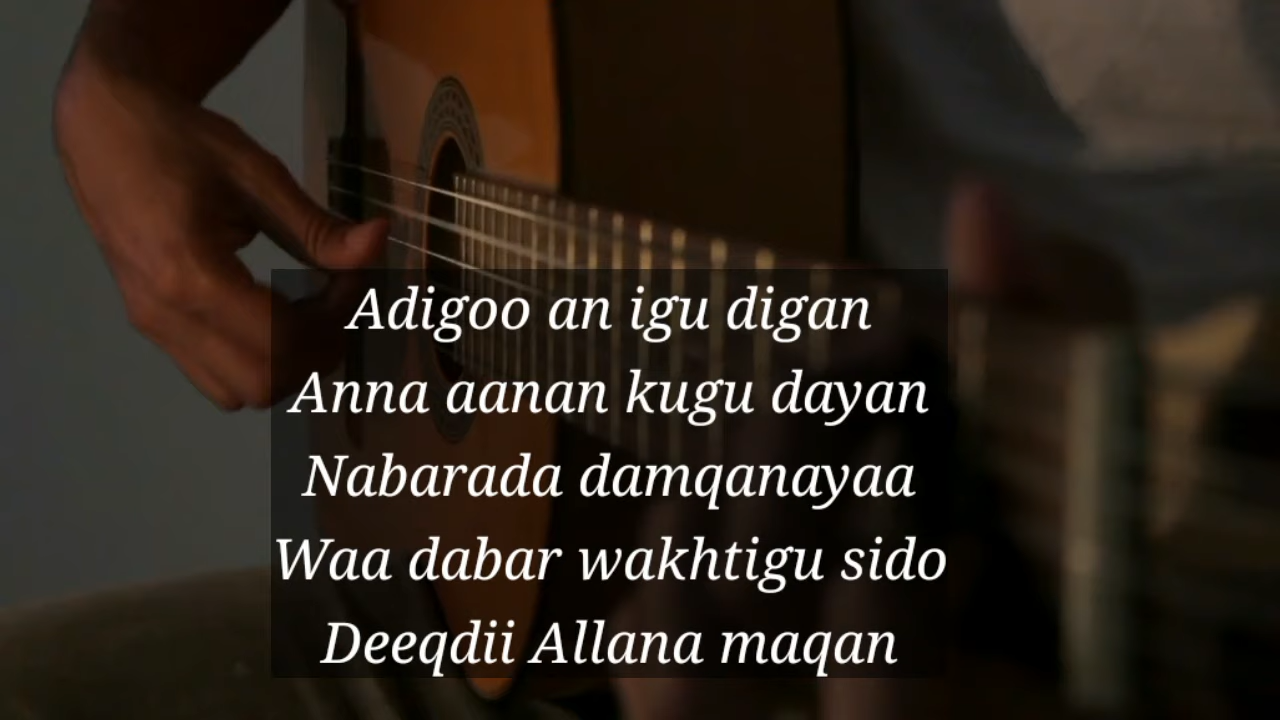 Adigoo an igu digan
Anna aanan kugu dayan
Nabarada damqanayaa
Waa dabar wakhtigu sido
Deeqdii Allana maqan